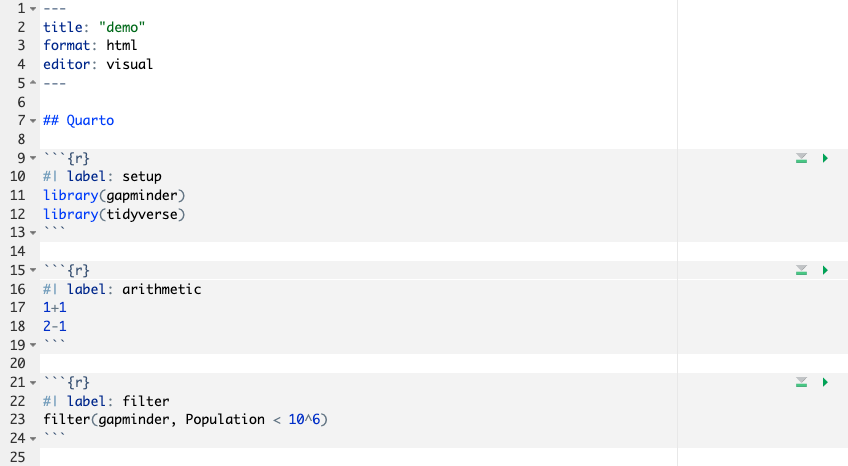 1 ---
2 title: "demo"
3 format: html
4 editor: visual
5 ---
6
7 ## Quarto
8
9 ```{r}
10 #| label: setup
11 library(gapminder)
12 library(tidyverse)
13 ```
14
15 ```{r}
16 #| label: arithmetic
17 1+1
18 2-1
19 ```
20
21 ```{r}
22 #| label: filter
23 filter(gapminder, Population < 10^6)
24 ```
25